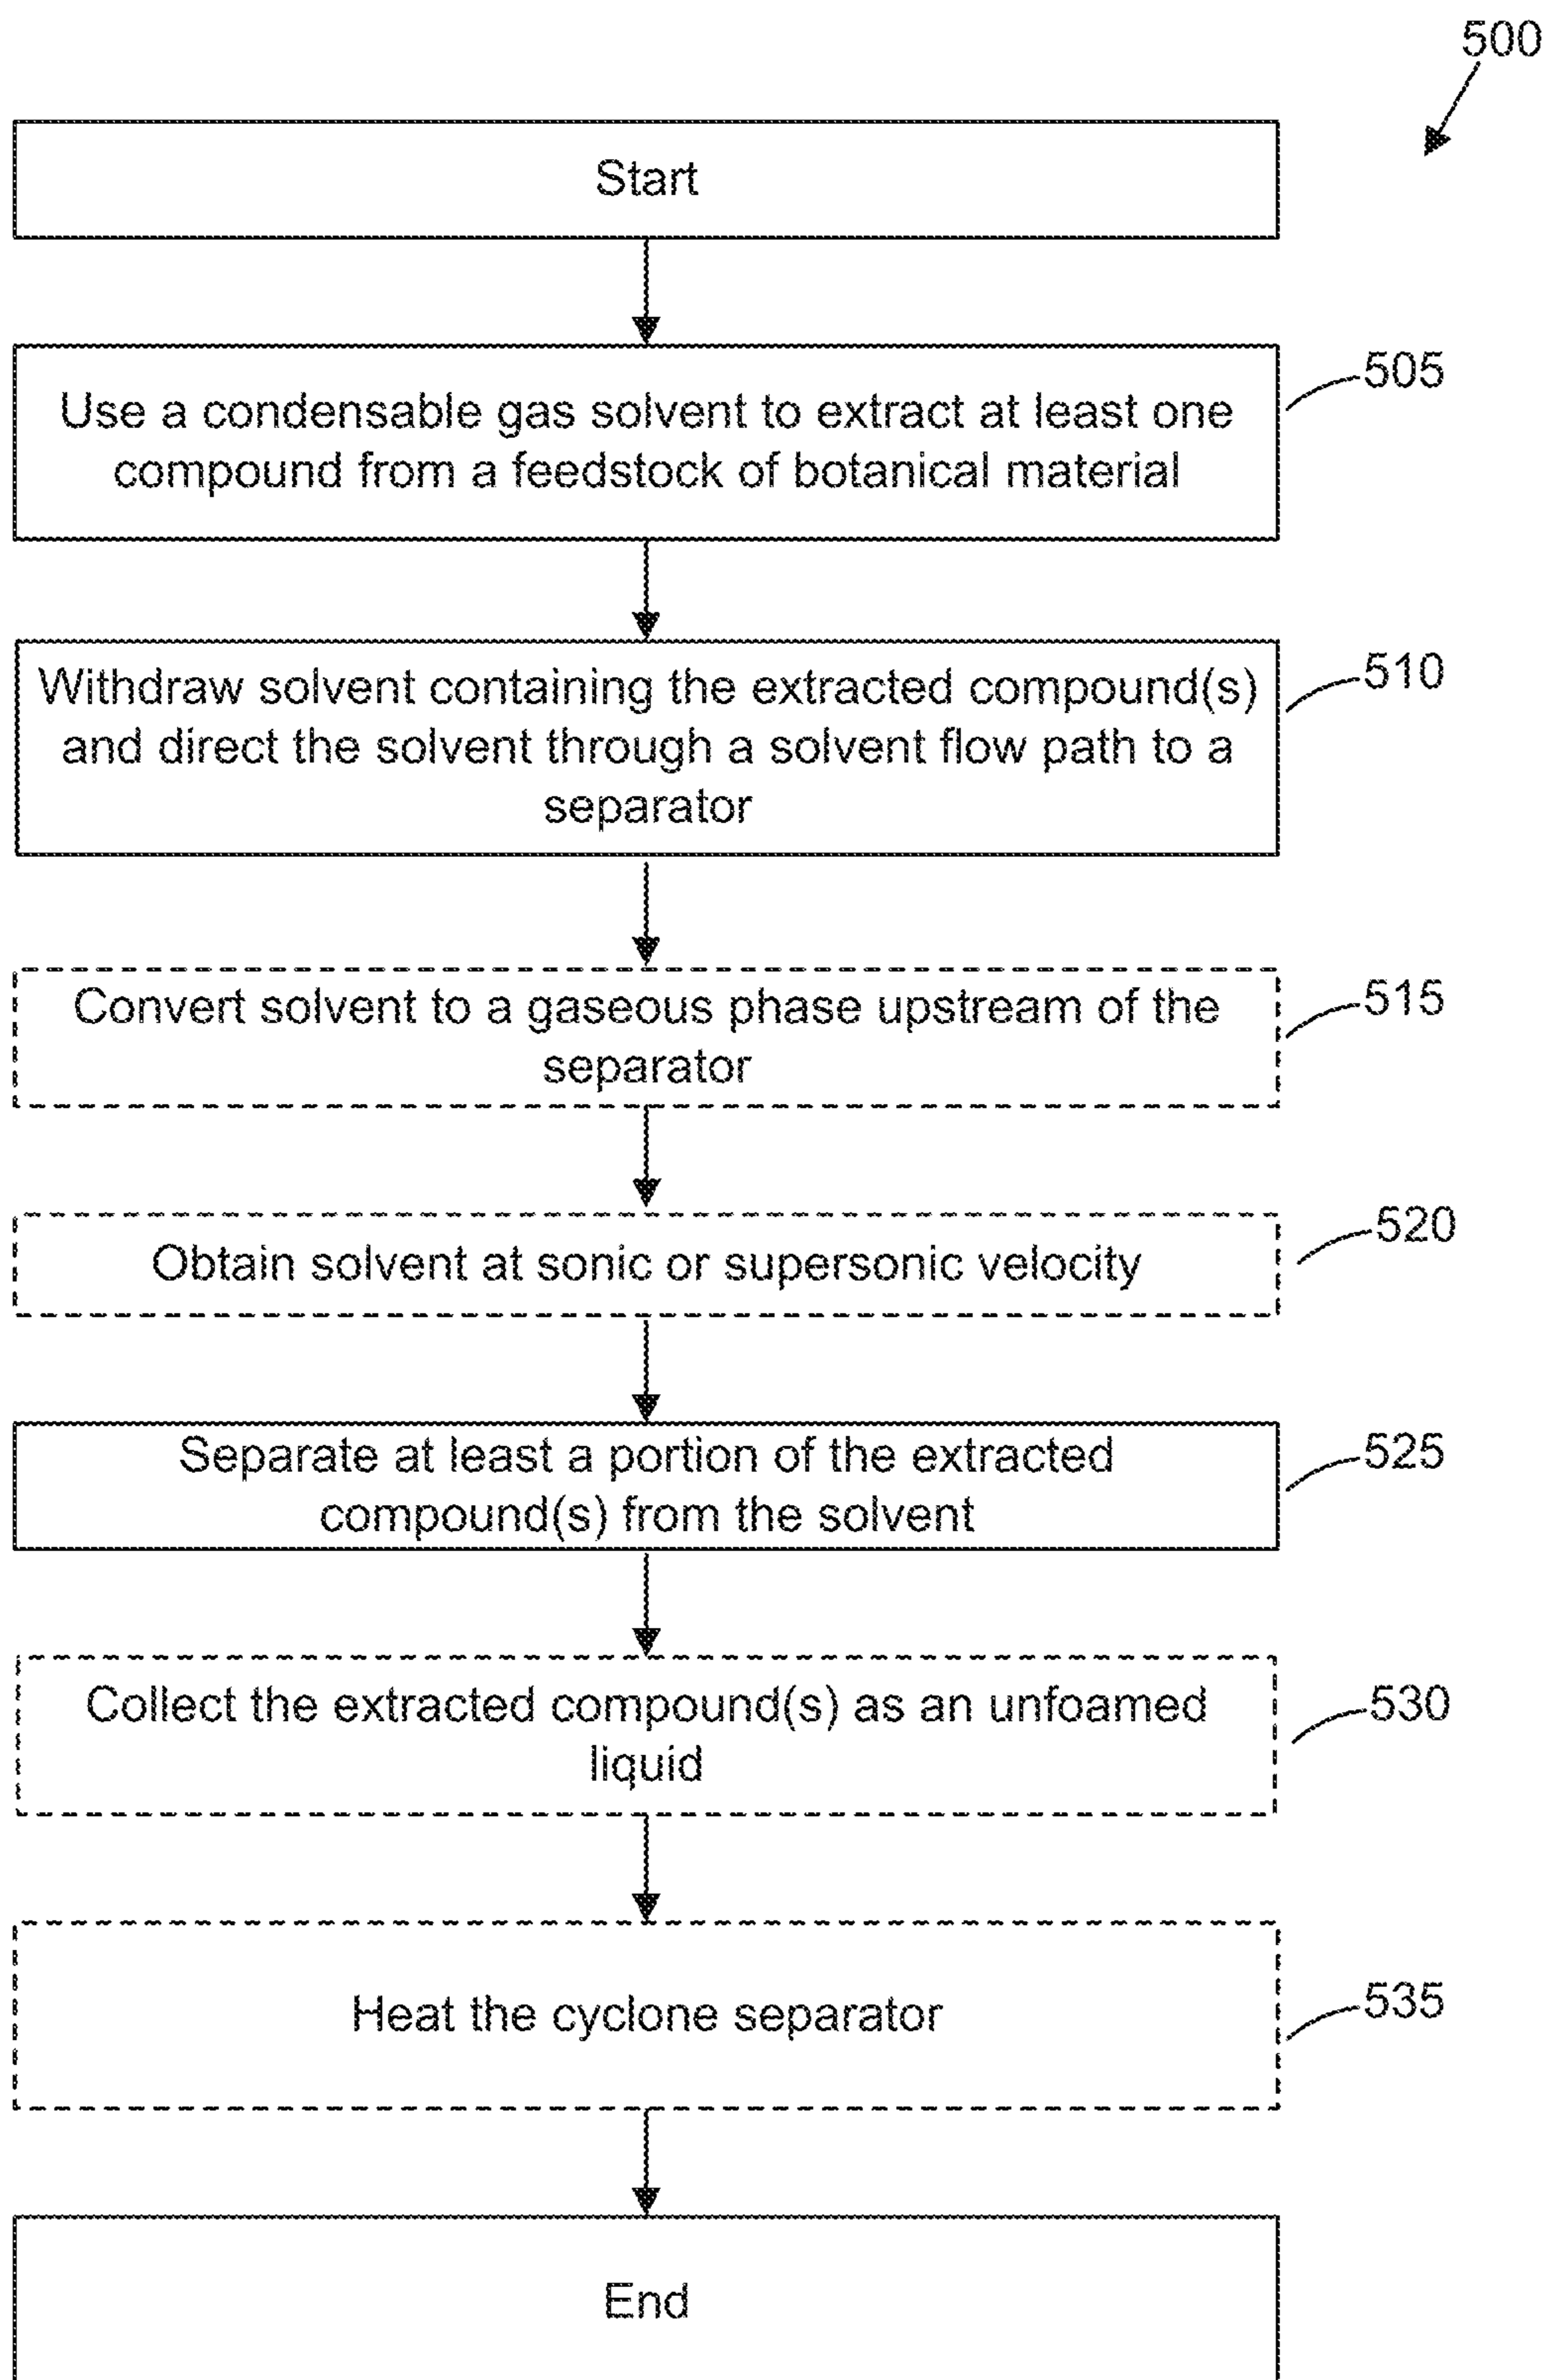 500
Start
Use a condensable gas solvent to extract at least one
compound from a feedstock of botanical material
505
Withdraw solvent containing the extracted compound(s)
and direct the solvent through a solvent flow path to a
separator
510
Convert solvent to a gaseous phase upstream of the
separator
515
Obtain solvent at sonic or supersonic velocity
520
Separate at least a portion of the extracted
compound(s) from the solvent
525
Collect the extracted compound(s) as an unfoamed
liquid
530
Heat the cyclone separator
535
End